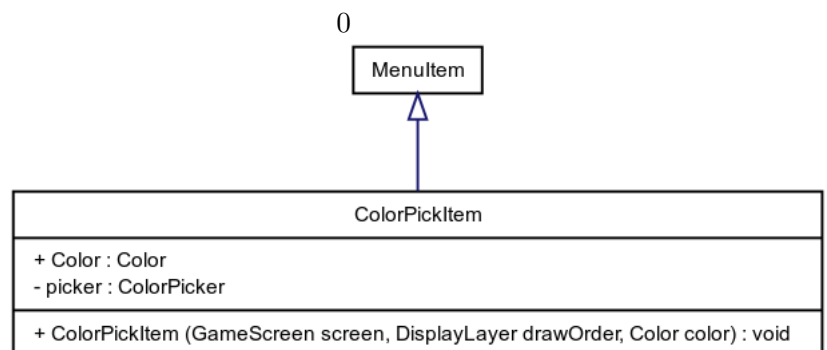 0
MenuItem
ColorPickItem
+ Color : Color
- picker : ColorPicker
+ ColorPickItem (GameScreen screen, DisplayLayer drawOrder, Color color) : void